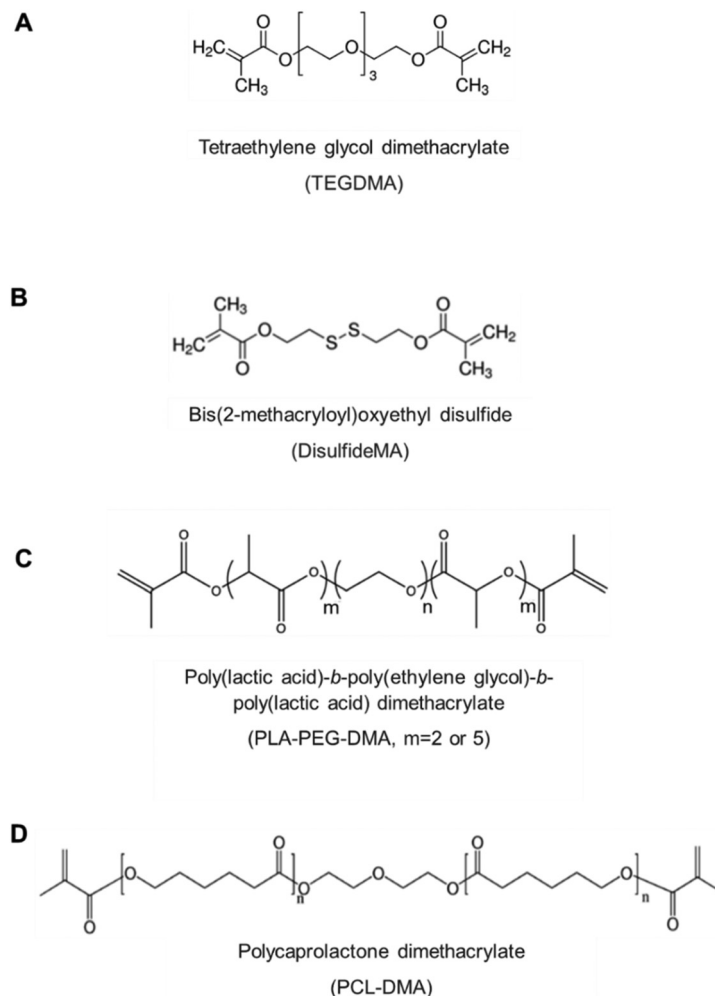 A
H₂C O O O O O CH₂
CH₃ 3 CH₃
Tetraethylene glycol dimethacrylate
(TEGDMA)
B
CH₃ O
H₂C O S S O CH₂
O CH₃
Bis(2-methacryloyl)oxyethyl disulfide
(DisulfideMA)
C
O O O
O m O n O m
O O
Poly(lactic acid)-b-poly(ethylene glycol)-b-
poly(lactic acid) dimethacrylate
(PLA-PEG-DMA, m=2 or 5)
D
O O
O n O O O O n
O O
Polycaprolactone dimethacrylate
(PCL-DMA)